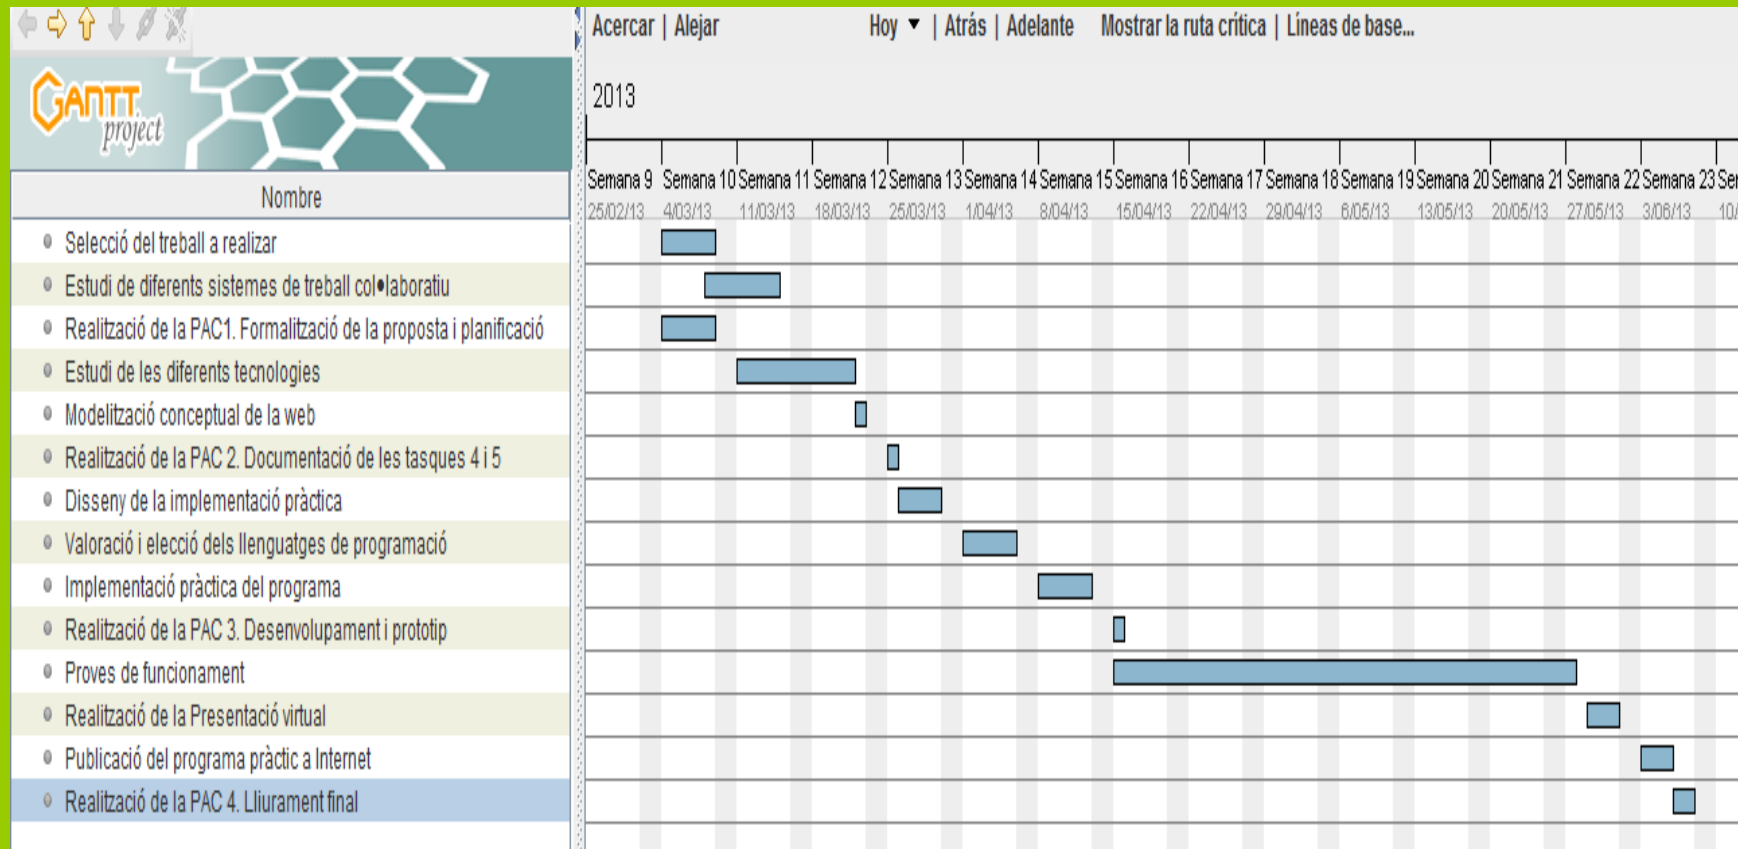 Acercar | Alejar Hoy ▼ | Atrás | Adelante Mostrar la ruta crítica | Líneas de base...
GANTT
project
2013
Nombre
Semana 9 Semana 10 Semana 11 Semana 12 Semana 13 Semana 14 Semana 15 Semana 16 Semana 17 Semana 18 Semana 19 Semana 20 Semana 21 Semana 22 Semana 23
25/02/13 4/03/13 11/03/13 18/03/13 25/03/13 1/04/13 8/04/13 15/04/13 22/04/13 29/04/13 6/05/13 13/05/13 20/05/13 27/05/13 3/06/13
Selecció del treball a realizar
Estudi de diferents sistemes de treball col•laboratiu
Realització de la PAC1. Formalització de la proposta i planificació
Estudi de les diferents tecnologies
Modelització conceptual de la web
Realització de la PAC 2. Documentació de les tasques 4 i 5
Disseny de la implementació pràctica
Valoració i elecció dels llenguatges de programació
Implementació pràctica del programa
Realització de la PAC 3. Desenvolupament i prototip
Proves de funcionament
Realització de la Presentació virtual
Publicació del programa pràctic a Internet
Realització de la PAC 4. Lliurament final